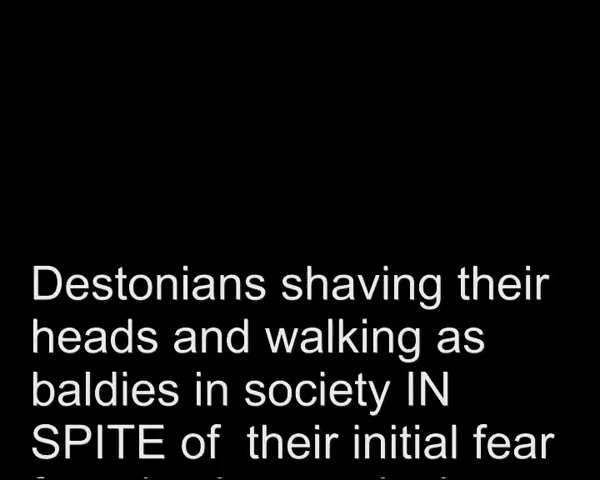 Destonians shaving their
heads and walking as
baldies in society IN
SPITE of  their initial fear